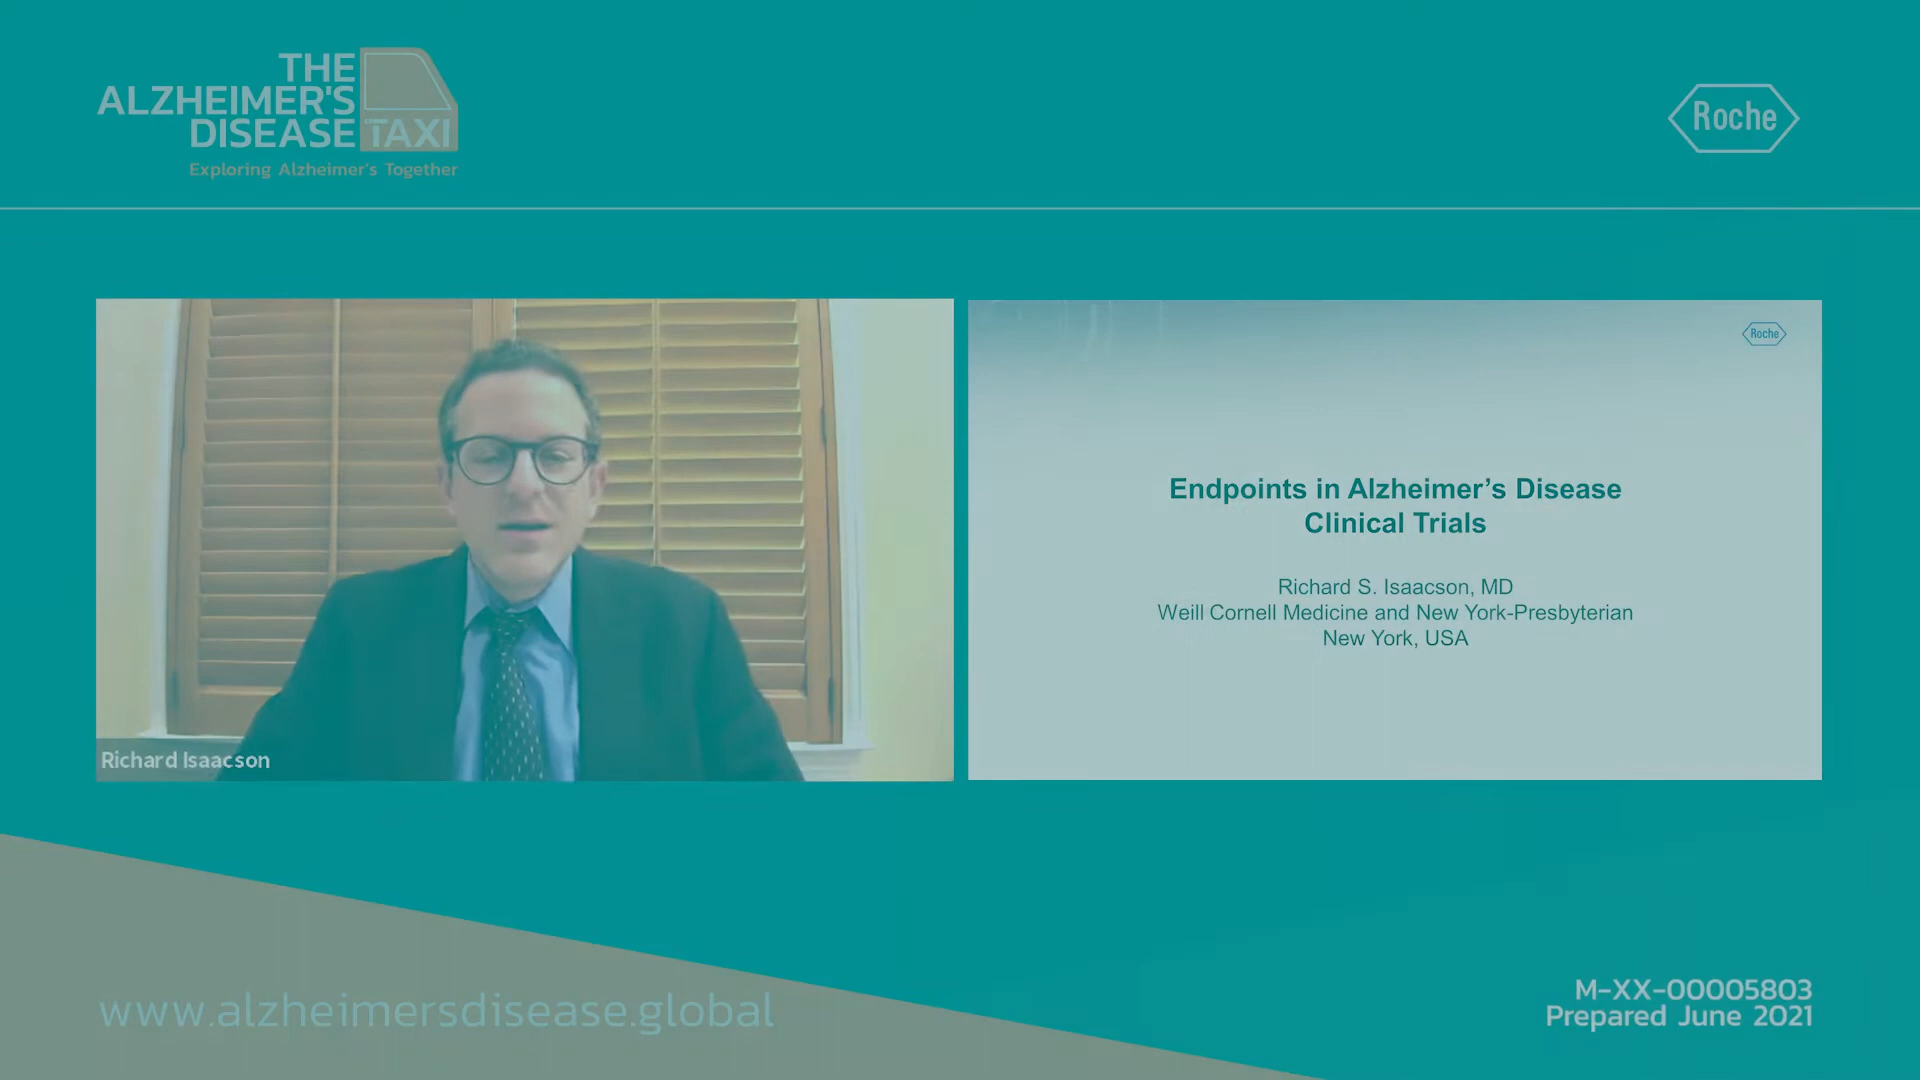 THE
ALZHEIMER'S
DISEASE TAXI
Exploring Alzheimer's Together
Roche
Roche
Endpoints in Alzheimer’s Disease
Clinical Trials
Richard S. Isaacson, MD
Weill Cornell Medicine and New York-Presbyterian
New York, USA
Richard Isaacson
www.alzheimersdisease.global
M-XX-00005803
Prepared June 2021